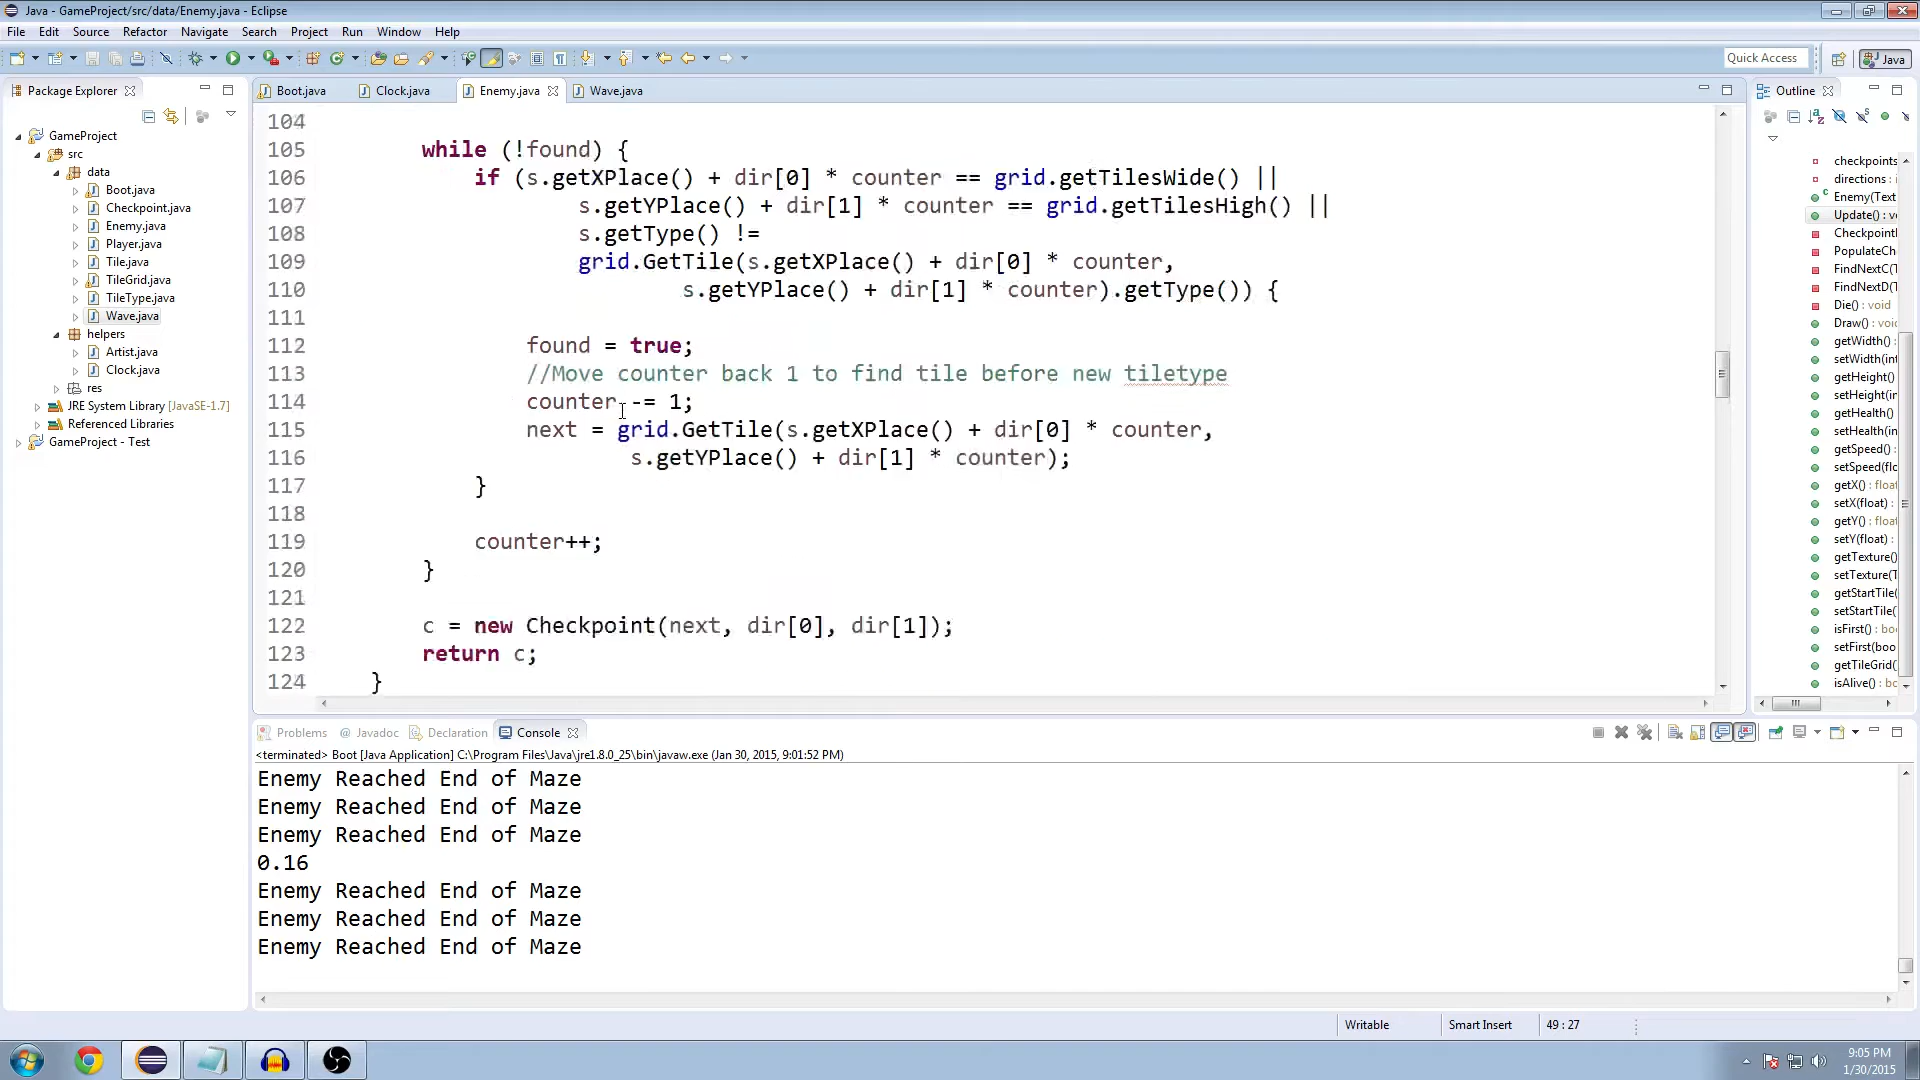 Java - GameProject/src/data/Enemy.java - Eclipse
File Edit Source Refactor Navigate Search Project Run Window Help
Quick Access
Java
Package Explorer
GameProject
src
data
Boot.java
Checkpoint.java
Enemy.java
Player.java
Tile.java
TileGrid.java
TileType.java
Wave.java
helpers
Artist.java
Clock.java
res
JRE System Library [JavaSE-1.7]
Referenced Libraries
GameProject - Test
Boot.java Clock.java Enemy.java Wave.java
104
105 while (!found) {
106 if (s.getXPlace() + dir[0] * counter == grid.getTilesWide() ||
107 s.getYPlace() + dir[1] * counter == grid.getTilesHigh() ||
108 s.getType() !=
109 grid.GetTile(s.getXPlace() + dir[0] * counter,
110 s.getYPlace() + dir[1] * counter).getType()) {
111
112 found = true;
113 //Move counter back 1 to find tile before new tiletype
114 counter -= 1;
115 next = grid.GetTile(s.getXPlace() + dir[0] * counter,
116 s.getYPlace() + dir[1] * counter);
117 }
118
119 counter++;
120 }
121
122 c = new Checkpoint(next, dir[0], dir[1]);
123 return c;
124 }
Outline
checkpoints
directions : i
Enemy(Text
Update() : v
Checkpoint
PopulateCh
FindNextC(T
FindNextD(T
Die() : void
Draw() : voi
getWidth() :
setWidth(int
getHeight()
setHeight(in
getHealth()
setHealth(in
getSpeed() :
setSpeed(flo
getX() : float
setX(float) :
getY() : float
setY(float) :
getTexture()
setTexture(T
getStartTile(
setStartTile(
isFirst() : bo
setFirst(boo
getTileGrid(
isAlive() : bo
Problems @ Javadoc Declaration Console
<terminated> Boot [Java Application] C:\Program Files\Java\jre1.8.0_25\bin\javaw.exe (Jan 30, 2015, 9:01:52 PM)
Enemy Reached End of Maze
Enemy Reached End of Maze
Enemy Reached End of Maze
0.16
Enemy Reached End of Maze
Enemy Reached End of Maze
Enemy Reached End of Maze
Writable Smart Insert 49 : 27
9:05 PM
1/30/2015